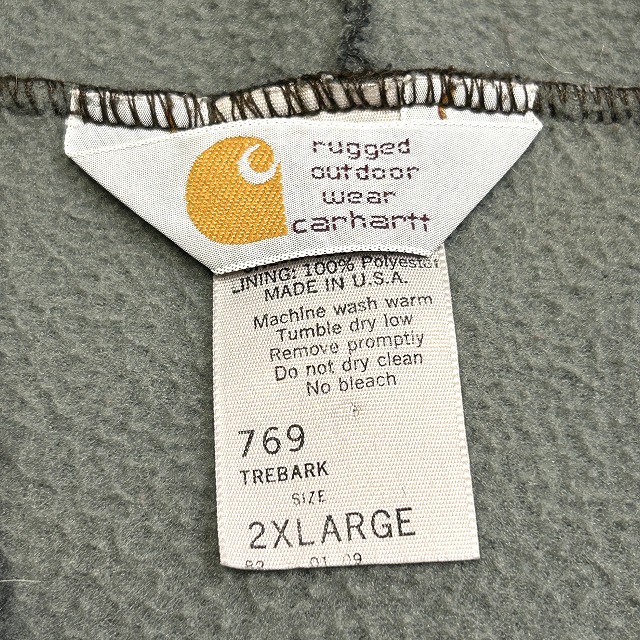 rugged
outdoor
wear
carhartt
LINING: 100% Polyester
MADE IN U.S.A.
Machine wash warm
Tumble dry low
Remove promptly
Do not dry clean
No bleach
769
TREBARK
SIZE
2XLARGE
01